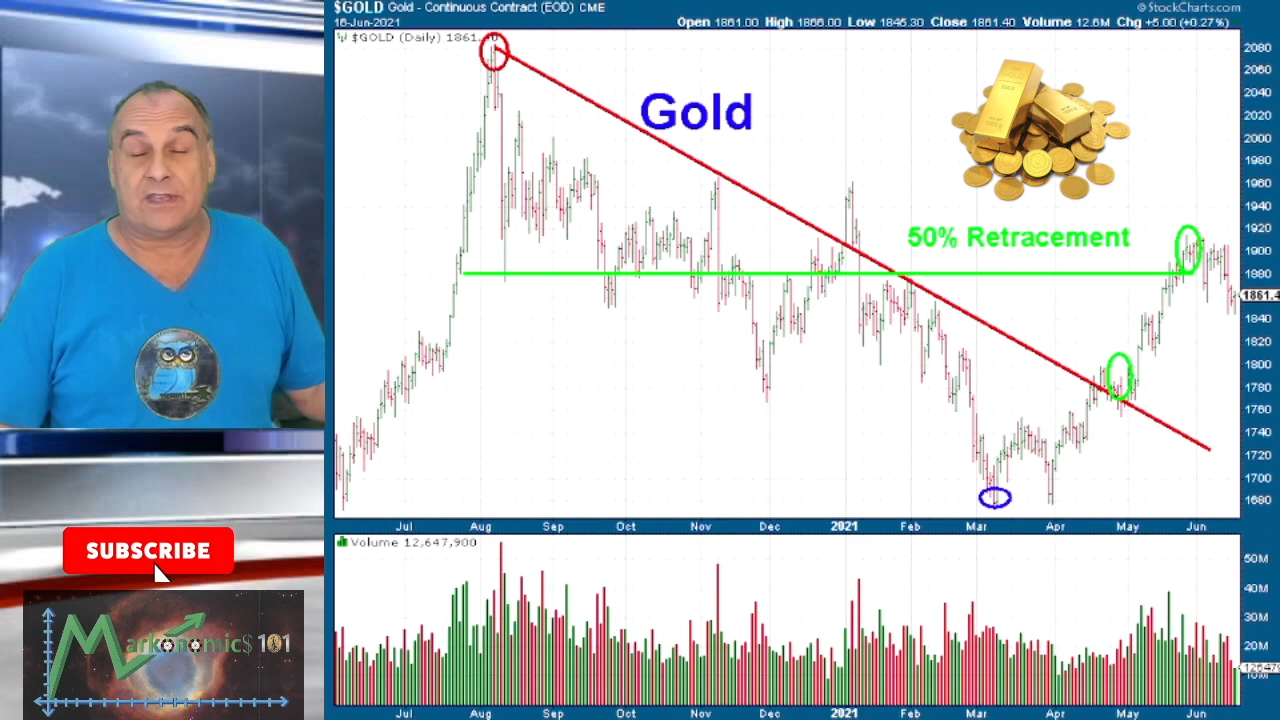 $GOLD Gold - Continuous Contract (EOD) CME
© StockCharts.com
16-Jun-2021
Open 1861.00 High 1866.00 Low 1845.30 Close 1861.40 Volume 12.6M Chg +5.00 (+0.27%)
$GOLD (Daily) 1861.40
Gold
50% Retracement
2080
2060
2040
2020
2000
1980
1960
1940
1920
1900
1880
1861.4
1840
1820
1800
1780
1760
1740
1720
1700
1680
Jul Aug Sep Oct Nov Dec 2021 Feb Mar Apr May Jun
Volume 12,647,900
50M
40M
30M
20M
10M
Jul Aug Sep Oct Nov Dec 2021 Feb Mar Apr May Jun
SUBSCRIBE
Markonomic$ 101